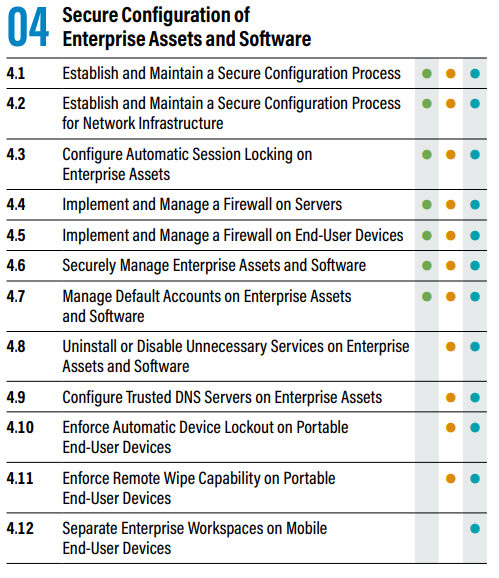 04
Secure Configuration of
Enterprise Assets and Software
4.1 Establish and Maintain a Secure Configuration Process
4.2 Establish and Maintain a Secure Configuration Process
for Network Infrastructure
4.3 Configure Automatic Session Locking on
Enterprise Assets
4.4 Implement and Manage a Firewall on Servers
4.5 Implement and Manage a Firewall on End-User Devices
4.6 Securely Manage Enterprise Assets and Software
4.7 Manage Default Accounts on Enterprise Assets
and Software
4.8 Uninstall or Disable Unnecessary Services on Enterprise
Assets and Software
4.9 Configure Trusted DNS Servers on Enterprise Assets
4.10 Enforce Automatic Device Lockout on Portable
End-User Devices
4.11 Enforce Remote Wipe Capability on Portable
End-User Devices
4.12 Separate Enterprise Workspaces on Mobile
End-User Devices